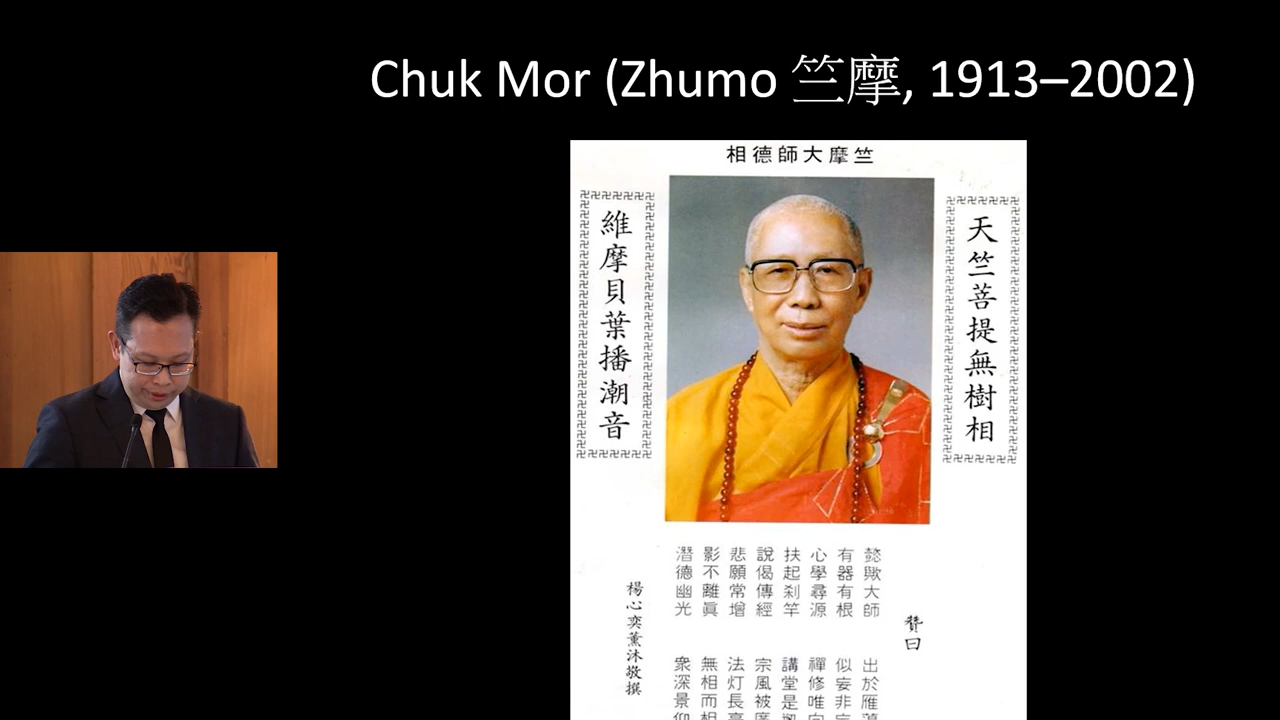 Chuk Mor (Zhumo 竺摩, 1913–2002)
竺摩大師德相
天竺菩提無樹相
維摩貝葉播潮音
贊曰
懿歟大師 出於雁
有器有根 似妄非
心學尋源 禪修唯
扶起剎竿 講堂是
說偈傳經 宗風被
悲願常增 法灯長
影不離眞 無相而相
潛德幽光 衆深景仰
楊心奕薰沐敬撰